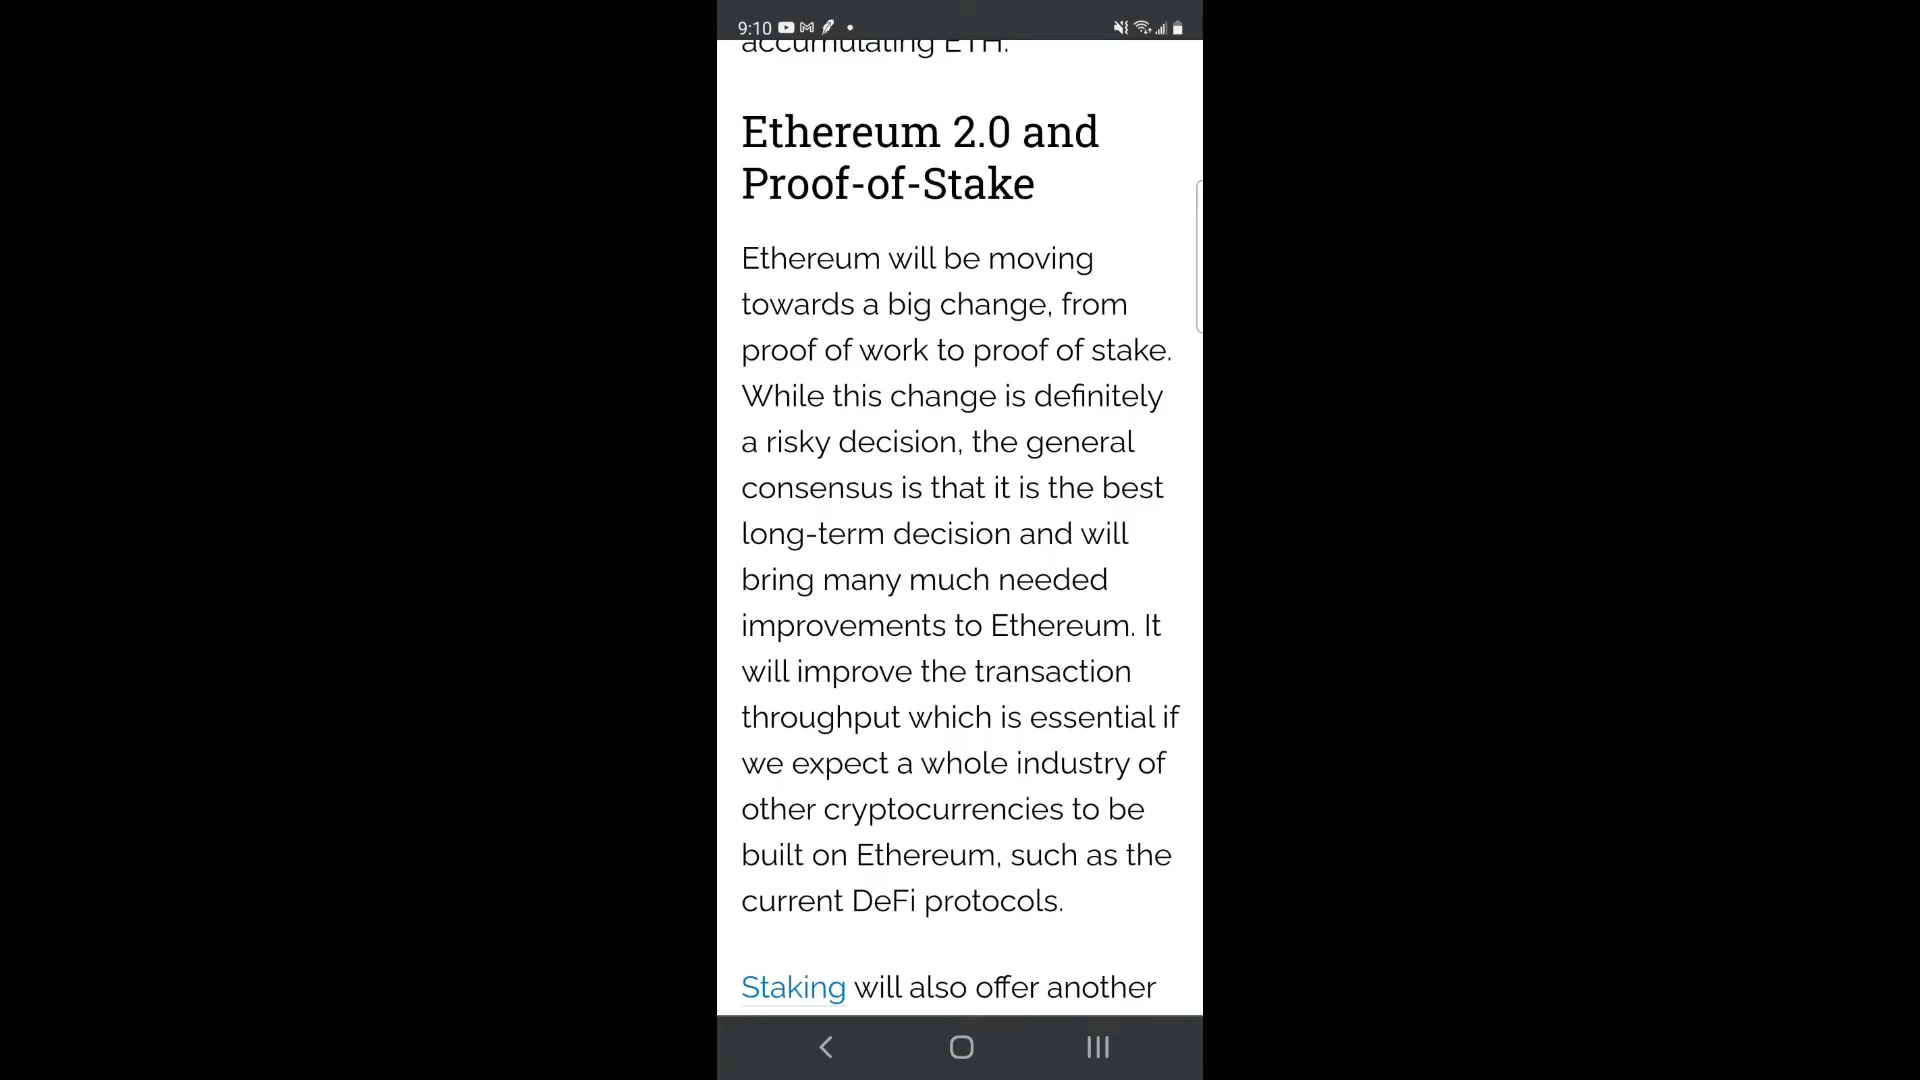 9:10
accumulating ETH.
Ethereum 2.0 and
Proof-of-Stake
Ethereum will be moving
towards a big change, from
proof of work to proof of stake.
While this change is definitely
a risky decision, the general
consensus is that it is the best
long-term decision and will
bring many much needed
improvements to Ethereum. It
will improve the transaction
throughput which is essential if
we expect a whole industry of
other cryptocurrencies to be
built on Ethereum, such as the
current DeFi protocols.
Staking will also offer another